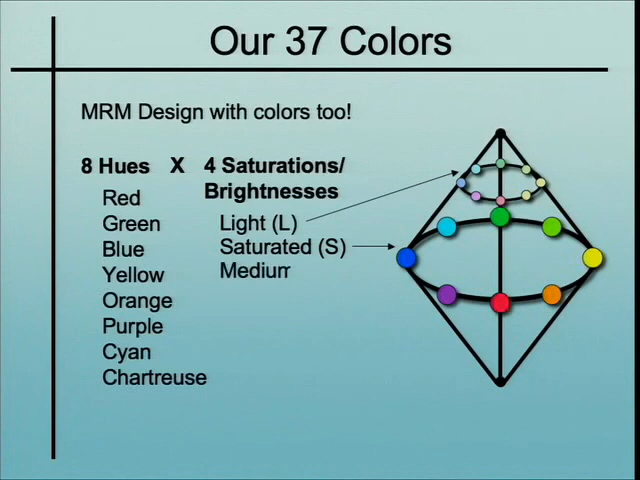 Our 37 Colors
MRM Design with colors too!
8 Hues X 4 Saturations/
Brightnesses
Red
Green
Blue
Yellow
Orange
Purple
Cyan
Chartreuse
Light (L)
Saturated (S)
Medium